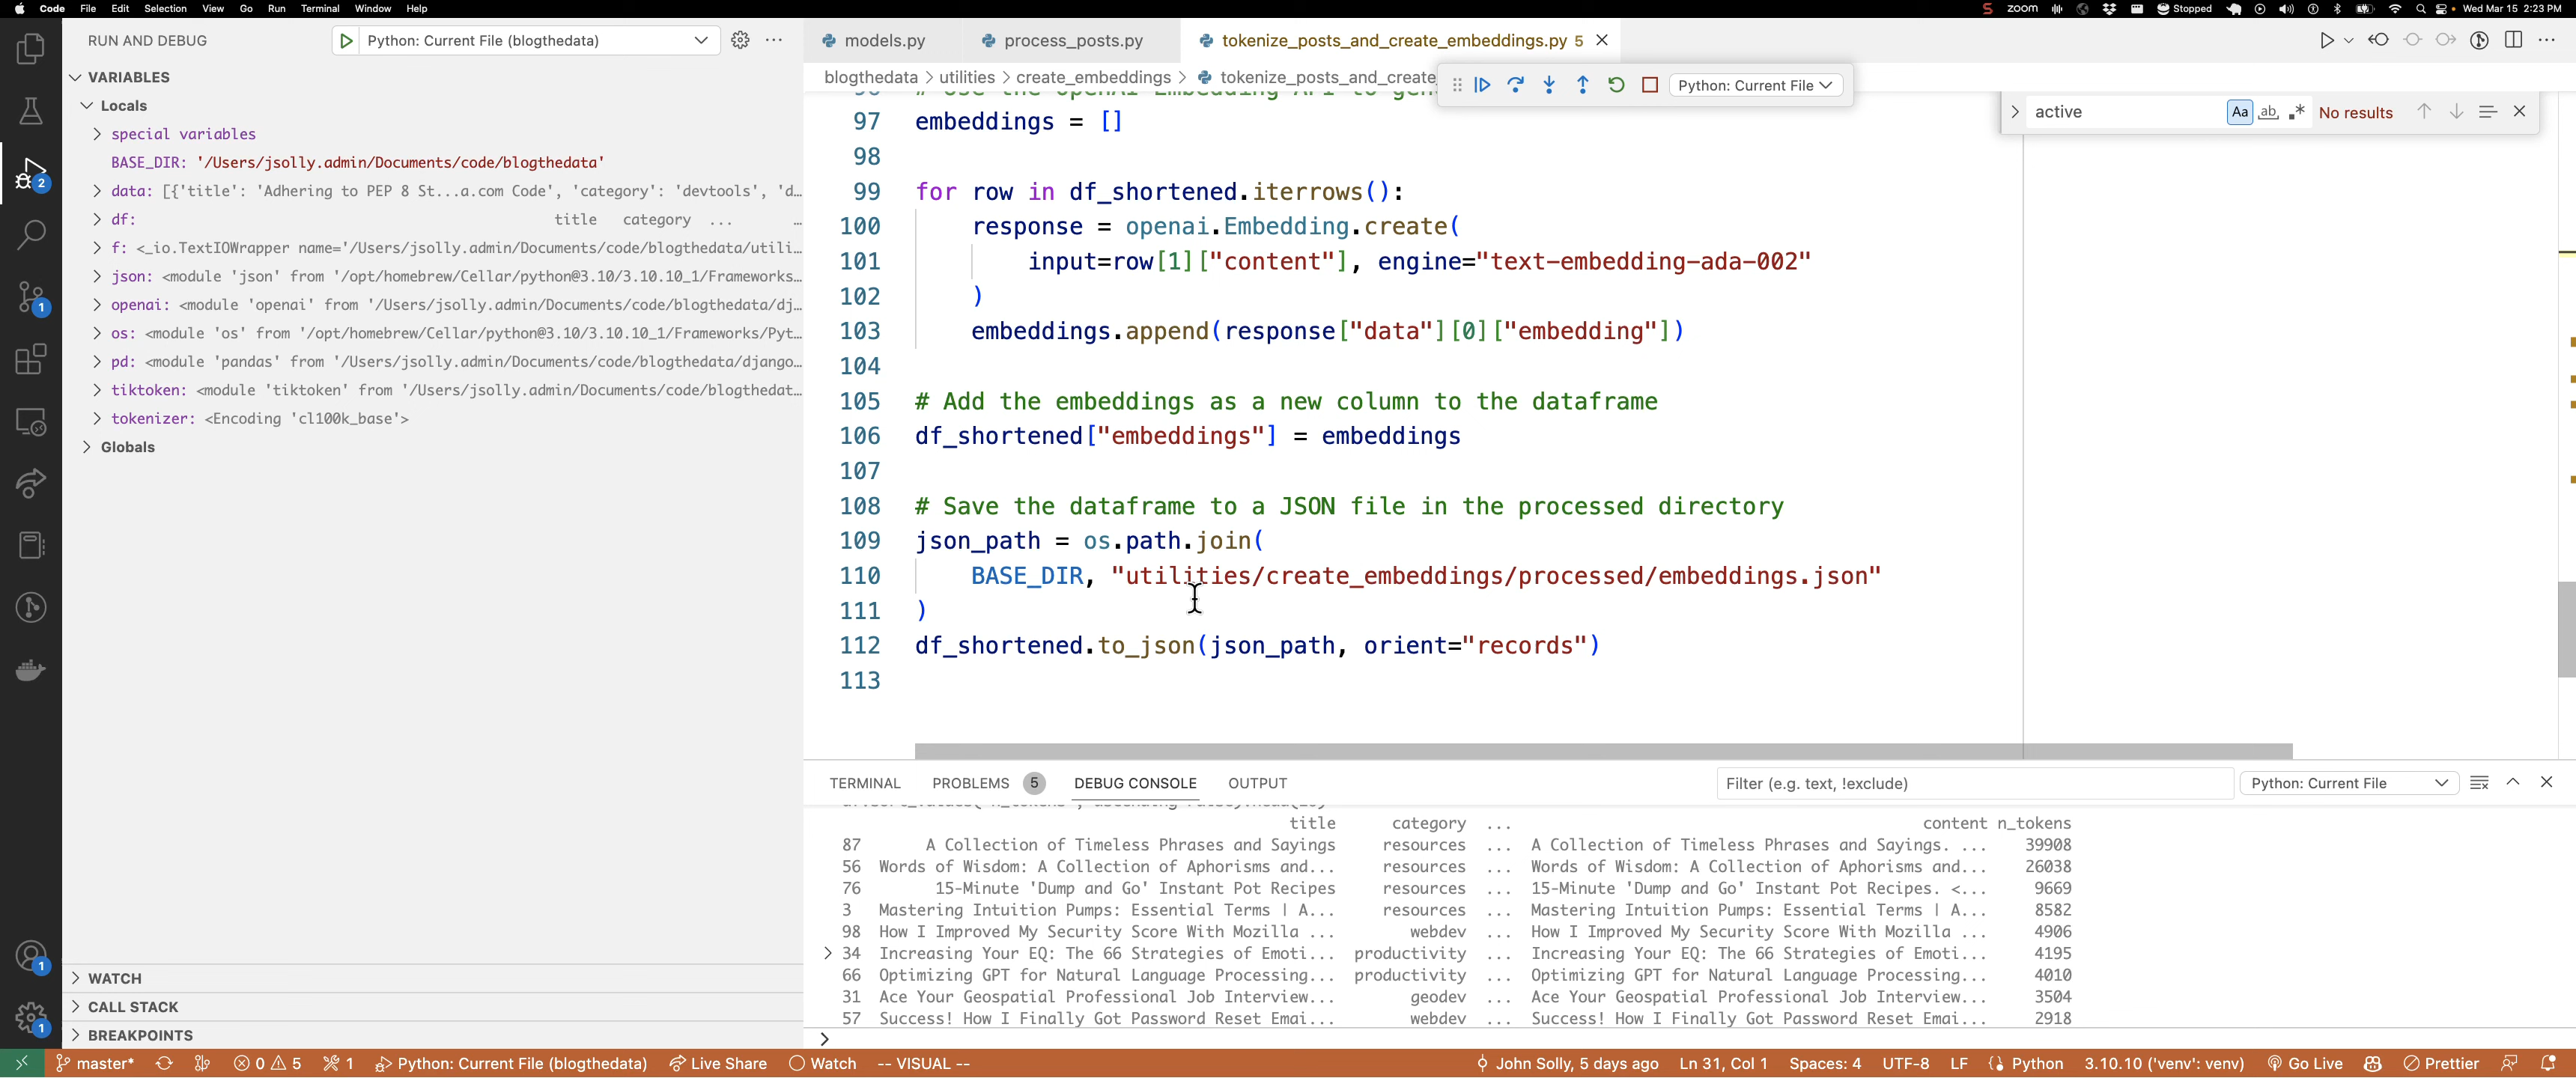 Code File Edit Selection View Go Run Terminal Window Help
zoom Stopped Wed Mar 15 2:23 PM
RUN AND DEBUG
Python: Current File (blogthedata)
models.py
process_posts.py
tokenize_posts_and_create_embeddings.py 5
blogthedata > utilities > create_embeddings > tokenize_posts_and_create_
Python: Current File
active
Aa
ab
No results
VARIABLES
Locals
special variables
BASE_DIR: '/Users/jsolly.admin/Documents/code/blogthedata'
data: [{'title': 'Adhering to PEP 8 St...a.com Code', 'category': 'devtools', 'd…
df: title category ... …
f: <_io.TextIOWrapper name='/Users/jsolly.admin/Documents/code/blogthedata/utili…
json: <module 'json' from '/opt/homebrew/Cellar/python@3.10/3.10.10_1/Frameworks…
openai: <module 'openai' from '/Users/jsolly.admin/Documents/code/blogthedata/dj…
os: <module 'os' from '/opt/homebrew/Cellar/python@3.10/3.10.10_1/Frameworks/Pyt…
pd: <module 'pandas' from '/Users/jsolly.admin/Documents/code/blogthedata/django…
tiktoken: <module 'tiktoken' from '/Users/jsolly.admin/Documents/code/blogthedat…
tokenizer: <Encoding 'cl100k_base'>
Globals
WATCH
CALL STACK
BREAKPOINTS
97 embeddings = []
98
99 for row in df_shortened.iterrows():
100 response = openai.Embedding.create(
101 input=row[1]["content"], engine="text-embedding-ada-002"
102 )
103 embeddings.append(response["data"][0]["embedding"])
104
105 # Add the embeddings as a new column to the dataframe
106 df_shortened["embeddings"] = embeddings
107
108 # Save the dataframe to a JSON file in the processed directory
109 json_path = os.path.join(
110 BASE_DIR, "utilities/create_embeddings/processed/embeddings.json"
111 )
112 df_shortened.to_json(json_path, orient="records")
113
TERMINAL PROBLEMS 5 DEBUG CONSOLE OUTPUT
Filter (e.g. text, !exclude)
Python: Current File
title category ... content n_tokens
87 A Collection of Timeless Phrases and Sayings resources ... A Collection of Timeless Phrases and Sayings. ... 39908
56 Words of Wisdom: A Collection of Aphorisms and... resources ... Words of Wisdom: A Collection of Aphorisms and... 26038
76 15-Minute 'Dump and Go' Instant Pot Recipes resources ... 15-Minute 'Dump and Go' Instant Pot Recipes. <... 9669
3 Mastering Intuition Pumps: Essential Terms | A... resources ... Mastering Intuition Pumps: Essential Terms | A... 8582
98 How I Improved My Security Score With Mozilla ... webdev ... How I Improved My Security Score With Mozilla ... 4906
34 Increasing Your EQ: The 66 Strategies of Emoti... productivity ... Increasing Your EQ: The 66 Strategies of Emoti... 4195
66 Optimizing GPT for Natural Language Processing... productivity ... Optimizing GPT for Natural Language Processing... 4010
31 Ace Your Geospatial Professional Job Interview... geodev ... Ace Your Geospatial Professional Job Interview... 3504
57 Success! How I Finally Got Password Reset Emai... webdev ... Success! How I Finally Got Password Reset Emai... 2918
master* 0 5 1 Python: Current File (blogthedata) Live Share Watch -- VISUAL -- John Solly, 5 days ago Ln 31, Col 1 Spaces: 4 UTF-8 LF Python 3.10.10 ('venv': venv) Go Live Prettier